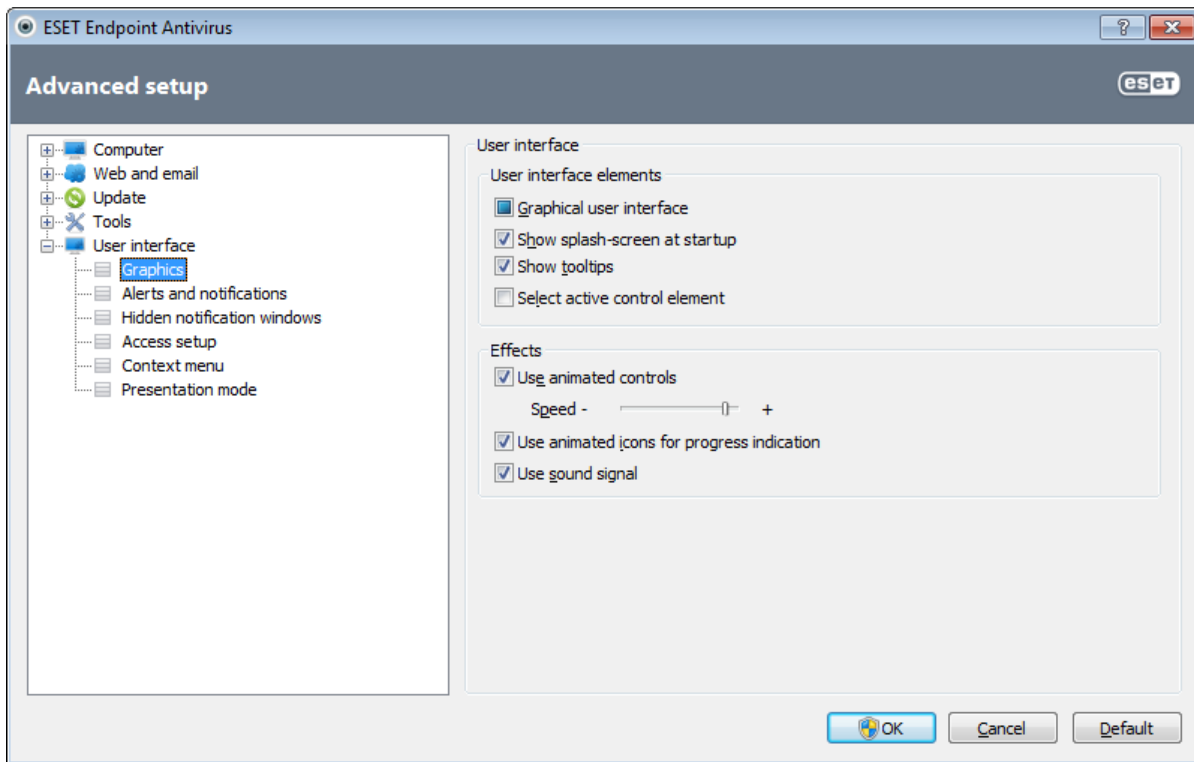 ESET Endpoint Antivirus
?
Advanced setup
eset
Computer
Web and email
Update
Tools
User interface
Graphics
Alerts and notifications
Hidden notification windows
Access setup
Context menu
Presentation mode
User interface
User interface elements
Graphical user interface
Show splash-screen at startup
Show tooltips
Select active control element
Effects
Use animated controls
Speed - +
Use animated icons for progress indication
Use sound signal
OK Cancel Default